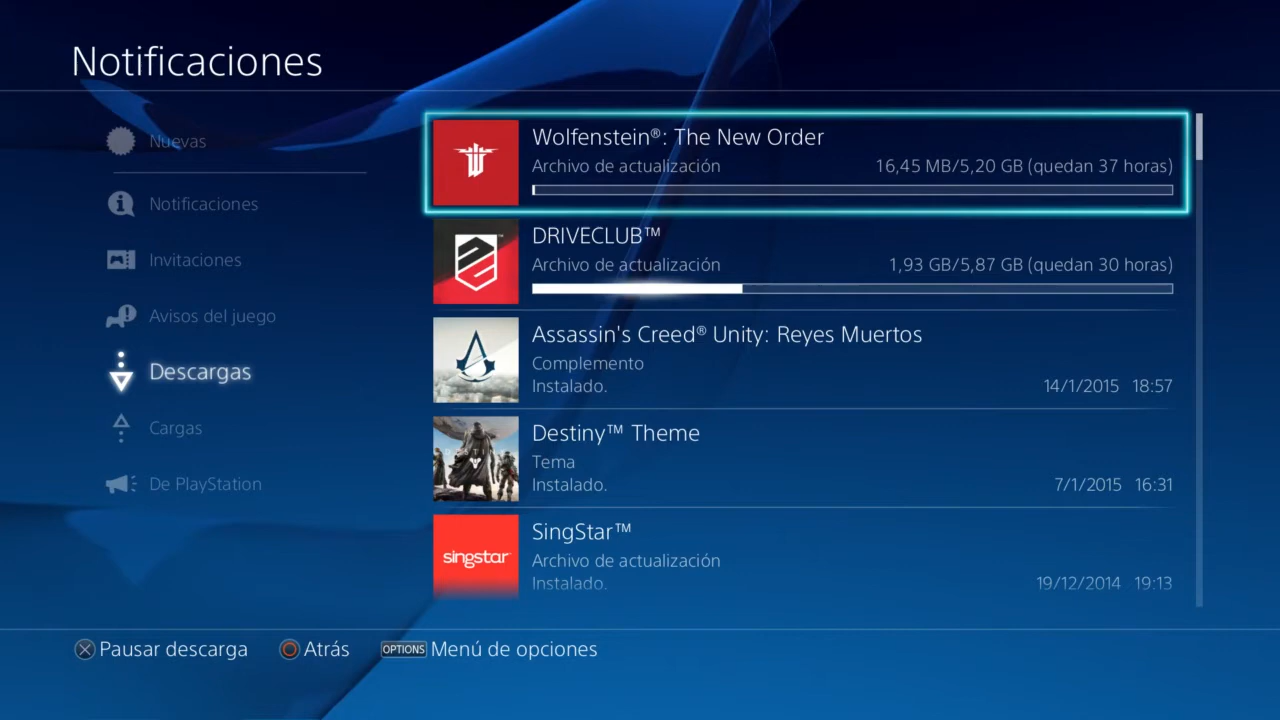 Notificaciones
Nuevas
Notificaciones
Invitaciones
Avisos del juego
Descargas
Cargas
De PlayStation
Wolfenstein®: The New Order
Archivo de actualización 16,45 MB/5,20 GB (quedan 37 horas)
DRIVECLUB™
Archivo de actualización 1,93 GB/5,87 GB (quedan 30 horas)
Assassin's Creed® Unity: Reyes Muertos
Complemento
Instalado. 14/1/2015 18:57
Destiny™ Theme
Tema
Instalado. 7/1/2015 16:31
singstar
SingStar™
Archivo de actualización
Instalado. 19/12/2014 19:13
Pausar descarga Atrás OPTIONS Menú de opciones